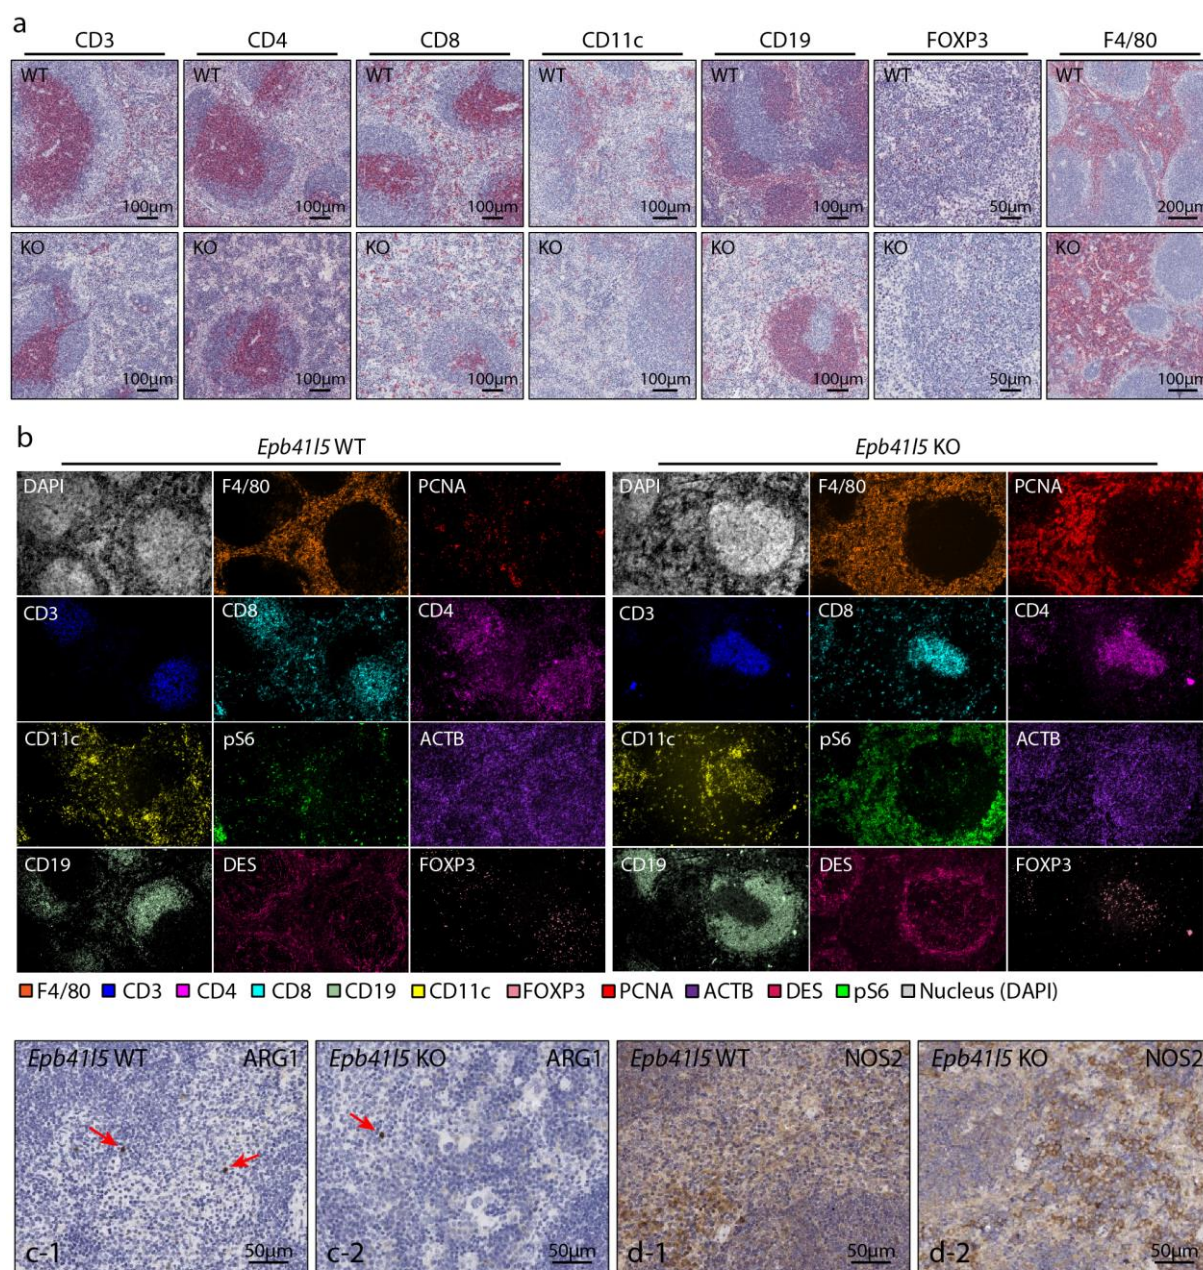 a
CD3 CD4 CD8 CD11c CD19 FOXP3 F4/80
WT WT WT WT WT WT WT
100μm 100μm 100μm 100μm 100μm 50μm 200μm
KO KO KO KO KO KO KO
100μm 100μm 100μm 100μm 100μm 50μm 100μm
b
Epb41l5 WT Epb41l5 KO
DAPI F4/80 PCNA DAPI F4/80 PCNA
CD3 CD8 CD4 CD3 CD8 CD4
CD11c pS6 ACTB CD11c pS6 ACTB
CD19 DES FOXP3 CD19 DES FOXP3
F4/80 CD3 CD4 CD8 CD19 CD11c FOXP3 PCNA ACTB DES pS6 Nucleus (DAPI)
Epb41l5 WT ARG1 Epb41l5 KO ARG1 Epb41l5 WT NOS2 Epb41l5 KO NOS2
c-1 50μm c-2 50μm d-1 50μm d-2 50μm